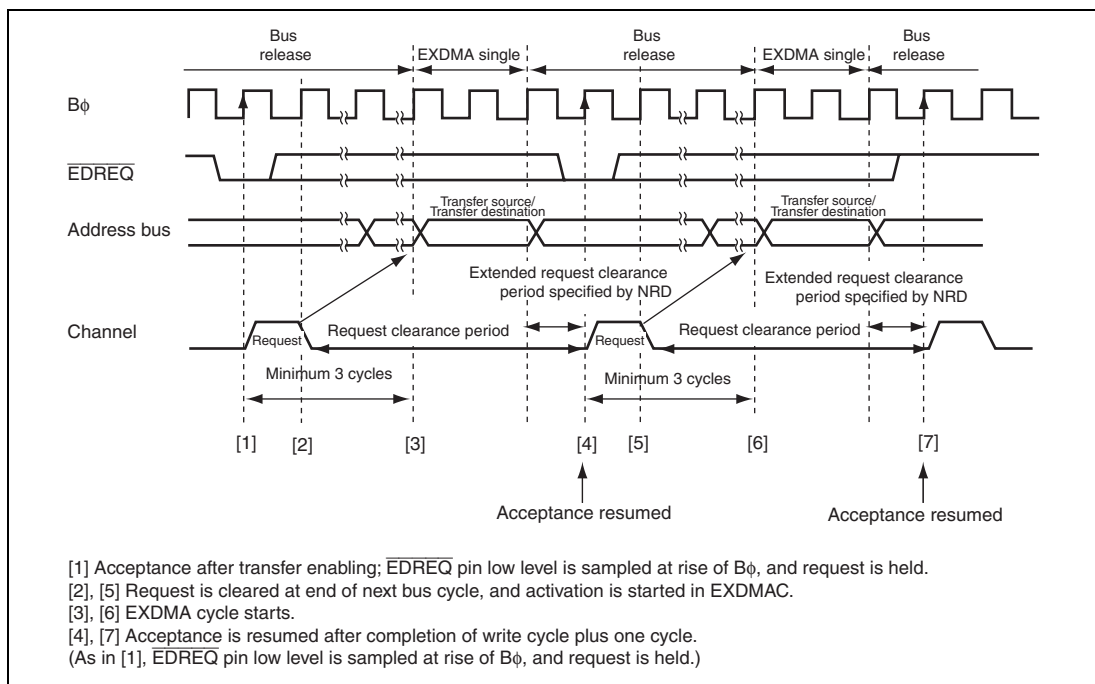 Bus
release
EXDMA single
Bus
release
EXDMA single
Bus
release
Bφ
EDREQ
Transfer source/
Transfer destination
Transfer source/
Transfer destination
Address bus
Extended request clearance
period specified by NRD
Extended request clearance
period specified by NRD
Channel
Request
Request clearance period
Request
Request clearance period
Minimum 3 cycles
Minimum 3 cycles
[1]
[2]
[3]
[4]
[5]
[6]
[7]
Acceptance resumed
Acceptance resumed
[1] Acceptance after transfer enabling; EDREQ pin low level is sampled at rise of Bφ, and request is held.
[2], [5] Request is cleared at end of next bus cycle, and activation is started in EXDMAC.
[3], [6] EXDMA cycle starts.
[4], [7] Acceptance is resumed after completion of write cycle plus one cycle.
(As in [1], EDREQ pin low level is sampled at rise of Bφ, and request is held.)